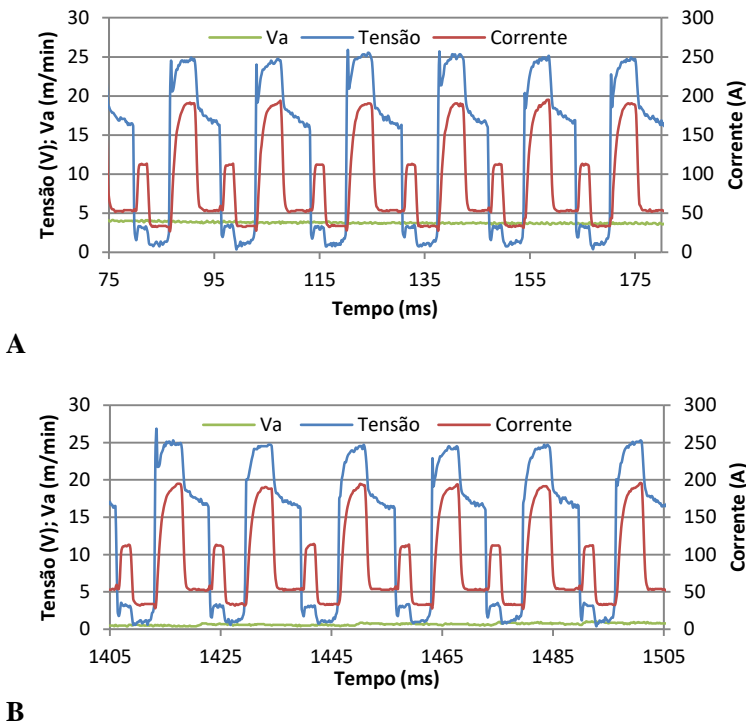 Va Tensão Corrente
Tensão (V); Va (m/min)
30
25
20
15
10
5
0
300
250
200
150
100
50
0
Corrente (A)
75 95 115 135 155 175
Tempo (ms)
A
Va Tensão Corrente
Tensão (V); Va (m/min)
30
25
20
15
10
5
0
300
250
200
150
100
50
0
Corrente (A)
1405 1425 1445 1465 1485 1505
Tempo (ms)
B